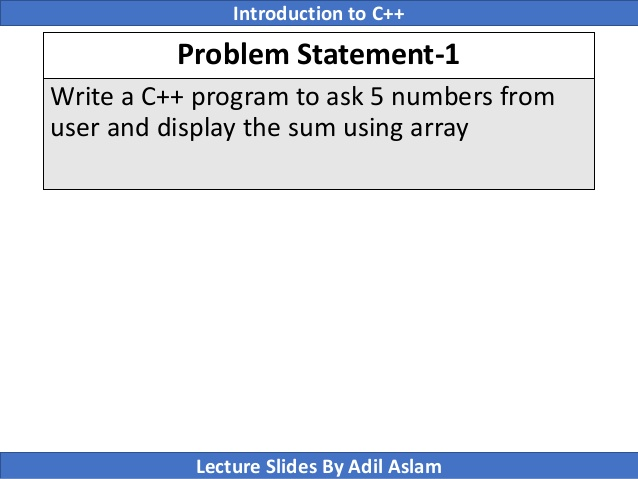 Introduction to C++
Problem Statement-1
Write a C++ program to ask 5 numbers from
user and display the sum using array
Lecture Slides By Adil Aslam